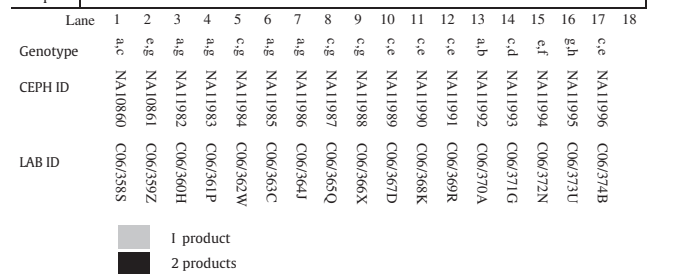 Lane 1 2 3 4 5 6 7 8 9 10 11 12 13 14 15 16 17 18
Genotype a,c e,g a,g a,g c,g a,g a,g c,g c,g c,e c,e c,e a,b c,d e,f g,h c,e
CEPH ID NA10860 NA10861 NA11982 NA11983 NA11984 NA11985 NA11986 NA11987 NA11988 NA11989 NA11990 NA11991 NA11992 NA11993 NA11994 NA11995 NA11996
LAB ID C06/358S C06/359Z C06/360H C06/361P C06/362W C06/363C C06/364J C06/365Q C06/366X C06/367D C06/368K C06/369R C06/370A C06/371G C06/372N C06/373U C06/374B
I product
2 products